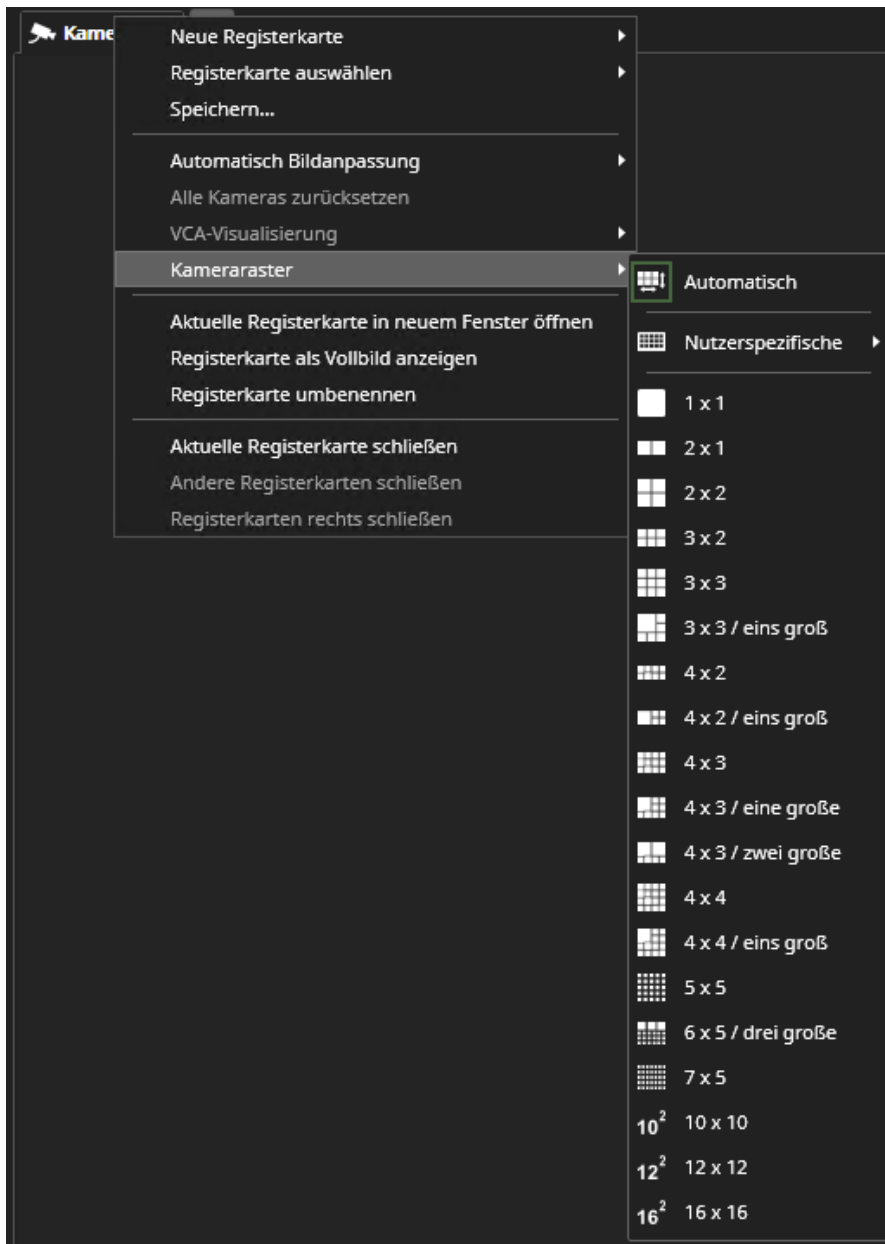 Kame
Neue Registerkarte
Registerkarte auswählen
Speichern...
Automatisch Bildanpassung
Alle Kameras zurücksetzen
VCA-Visualisierung
Kameraraster
Aktuelle Registerkarte in neuem Fenster öffnen
Registerkarte als Vollbild anzeigen
Registerkarte umbenennen
Aktuelle Registerkarte schließen
Andere Registerkarten schließen
Registerkarten rechts schließen
Automatisch
Nutzerspezifische
1 x 1
2 x 1
2 x 2
3 x 2
3 x 3
3 x 3 / eins groß
4 x 2
4 x 2 / eins groß
4 x 3
4 x 3 / eine große
4 x 3 / zwei große
4 x 4
4 x 4 / eins groß
5 x 5
6 x 5 / drei große
7 x 5
10² 10 x 10
12² 12 x 12
16² 16 x 16